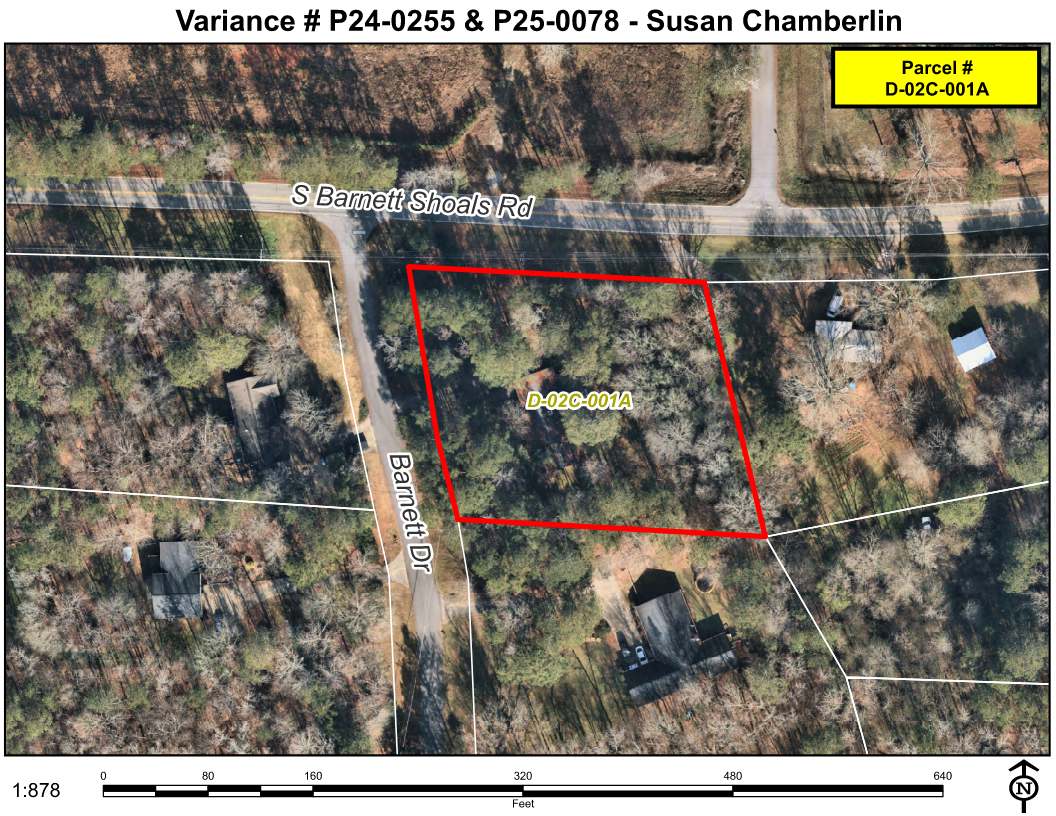 Variance # P24-0255 & P25-0078 - Susan Chamberlin
Parcel #
D-02C-001A
S Barnett Shoals Rd
D-02C-001A
Barnett Dr
1:878
0 80 160 320 480 640
Feet
N